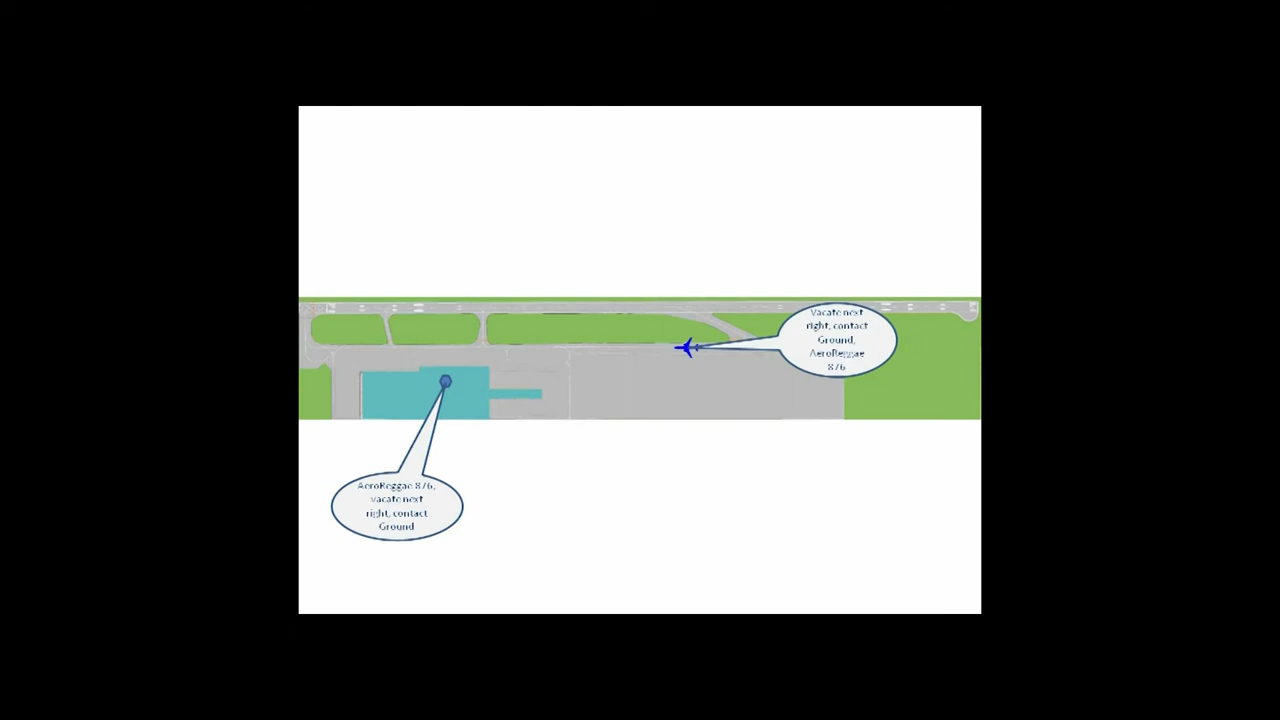 Vacate next
right, contact
Ground,
AeroReggae
876
AeroReggae 876,
vacate next
right, contact
Ground